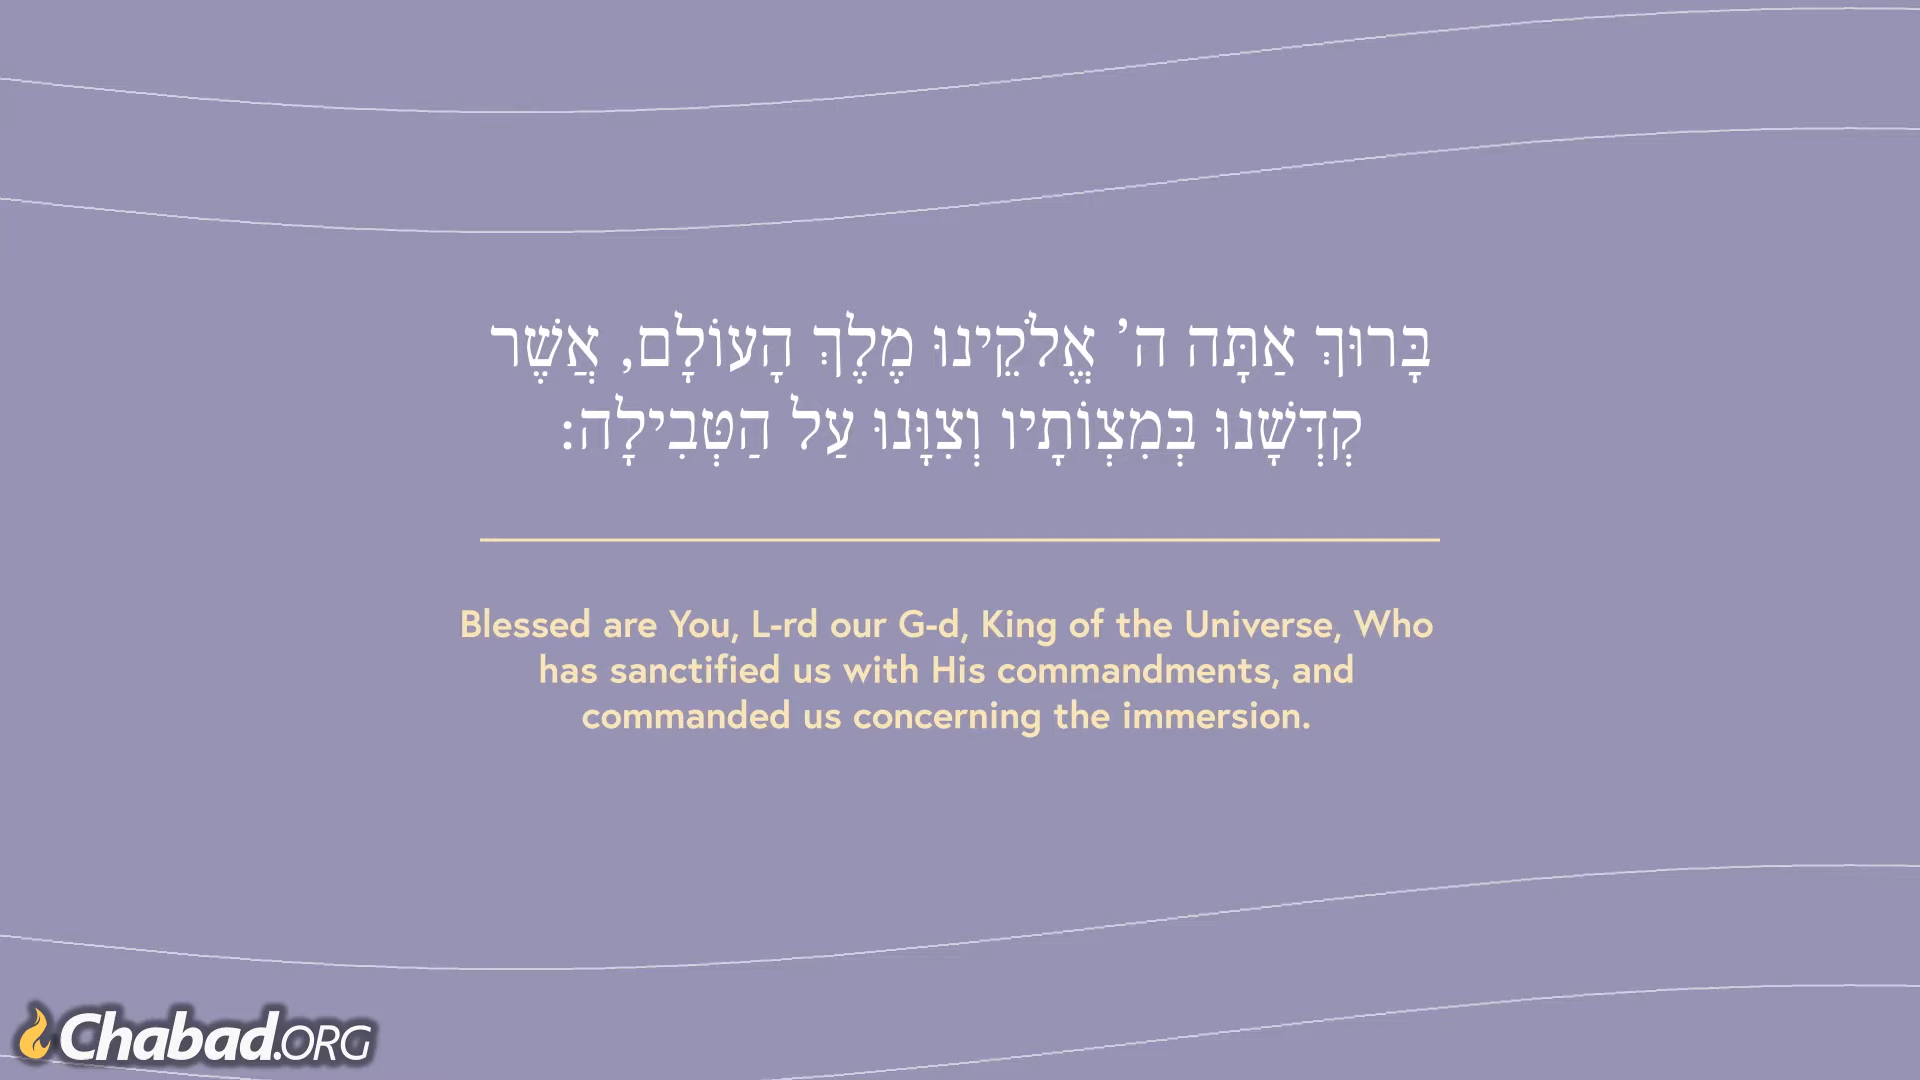 בָּרוּךְ אַתָּה ה' אֱלֹקֵינוּ מֶלֶךְ הָעוֹלָם, אֲשֶׁר
קִדְּשָׁנוּ בְּמִצְוֹתָיו וְצִוָּנוּ עַל הַטְּבִילָה:
Blessed are You, L-rd our G-d, King of the Universe, Who
has sanctified us with His commandments, and
commanded us concerning the immersion.
Chabad.ORG